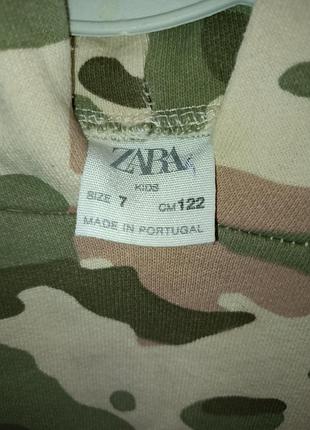 ZARA
KIDS
SIZE 7 CM 122
MADE IN PORTUGAL